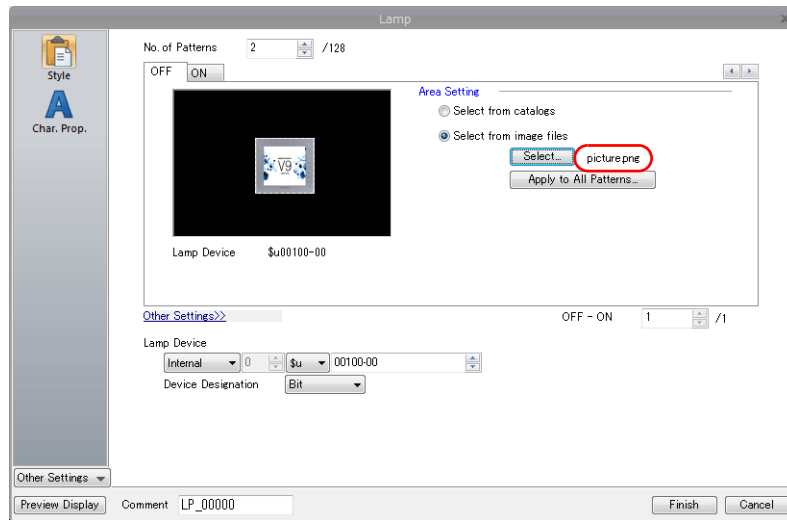 Lamp
Style
Char. Prop.
No. of Patterns 2 /128
OFF ON
Area Setting
Select from catalogs
Select from image files
Select... picture.png
Apply to All Patterns...
V9
Lamp Device $u00100-00
Other Settings>>
OFF - ON 1 /1
Lamp Device
Internal 0 $u 00100-00
Device Designation Bit
Other Settings
Preview Display Comment LP_00000 Finish Cancel